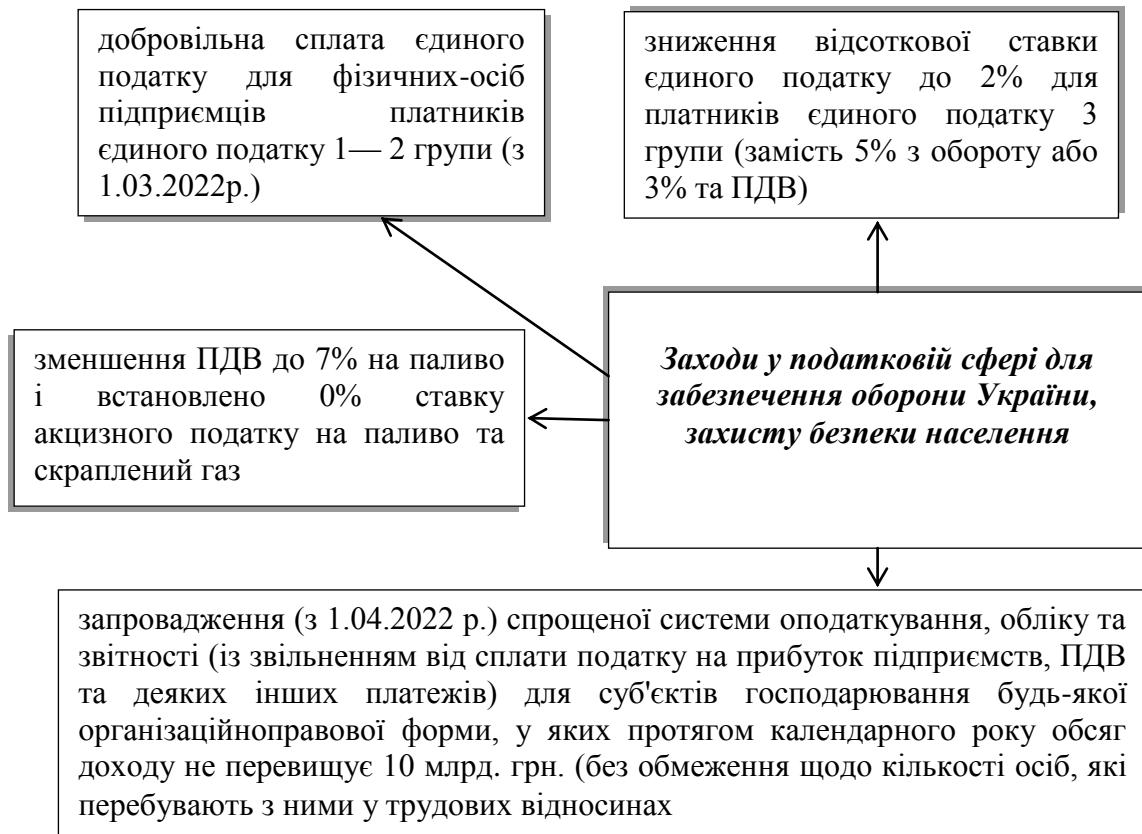 добровільна сплата єдиного
податку для фізичних-осіб
підприємців платників
єдиного податку 1— 2 групи (з
1.03.2022р.)
зниження відсоткової ставки
єдиного податку до 2% для
платників єдиного податку 3
групи (замість 5% з обороту або
3% та ПДВ)
зменшення ПДВ до 7% на паливо
і встановлено 0% ставку
акцизного податку на паливо та
скраплений газ
Заходи у податковій сфері для
забезпечення оборони України,
захисту безпеки населення
запровадження (з 1.04.2022 р.) спрощеної системи оподаткування, обліку та
звітності (із звільненням від сплати податку на прибуток підприємств, ПДВ
та деяких інших платежів) для суб'єктів господарювання будь-якої
організаційноправової форми, у яких протягом календарного року обсяг
доходу не перевищує 10 млрд. грн. (без обмеження щодо кількості осіб, які
перебувають з ними у трудових відносинах